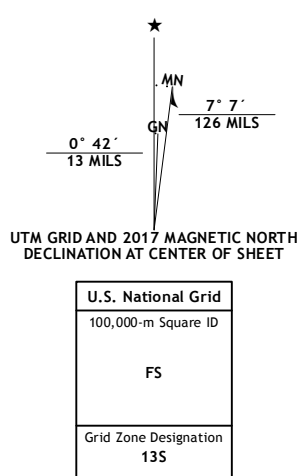 ★
MN
7° 7´
126 MILS
GN
0° 42´
13 MILS
UTM GRID AND 2017 MAGNETIC NORTH
DECLINATION AT CENTER OF SHEET
U.S. National Grid
100,000-m Square ID
FS
Grid Zone Designation
13S